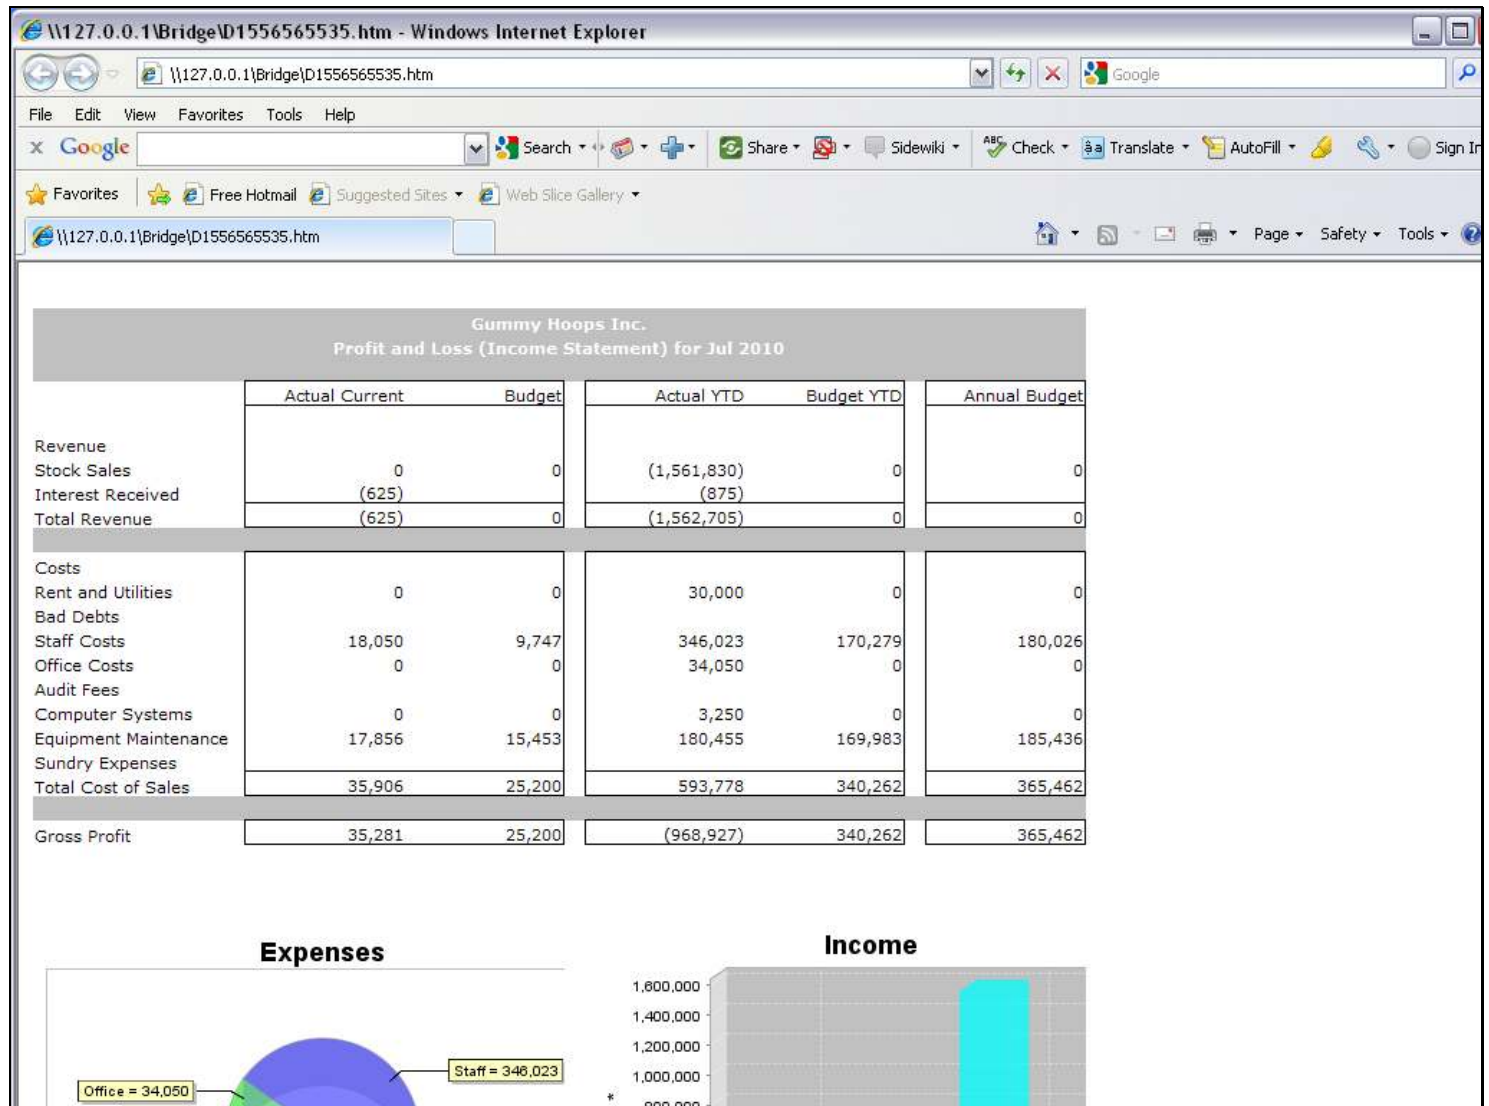 \\127.0.0.1\Bridge\D1556565535.htm - Windows Internet Explorer
\\127.0.0.1\Bridge\D1556565535.htm Google
File Edit View Favorites Tools Help
x Google Search Share Sidewiki ABC Check âa Translate AutoFill Sign In
Favorites Free Hotmail Suggested Sites Web Slice Gallery
\\127.0.0.1\Bridge\D1556565535.htm Page Safety Tools
Gummy Hoops Inc.
Profit and Loss (Income Statement) for Jul 2010
Actual Current Budget Actual YTD Budget YTD Annual Budget
Revenue
Stock Sales 0 0 (1,561,830) 0 0
Interest Received (625) (875)
Total Revenue (625) 0 (1,562,705) 0 0
Costs
Rent and Utilities 0 0 30,000 0 0
Bad Debts
Staff Costs 18,050 9,747 346,023 170,279 180,026
Office Costs 0 0 34,050 0 0
Audit Fees
Computer Systems 0 0 3,250 0 0
Equipment Maintenance 17,856 15,453 180,455 169,983 185,436
Sundry Expenses
Total Cost of Sales 35,906 25,200 593,778 340,262 365,462
Gross Profit 35,281 25,200 (968,927) 340,262 365,462
Expenses
Office = 34,050
Staff = 346,023
Income
1,600,000
1,400,000
1,200,000
1,000,000
*